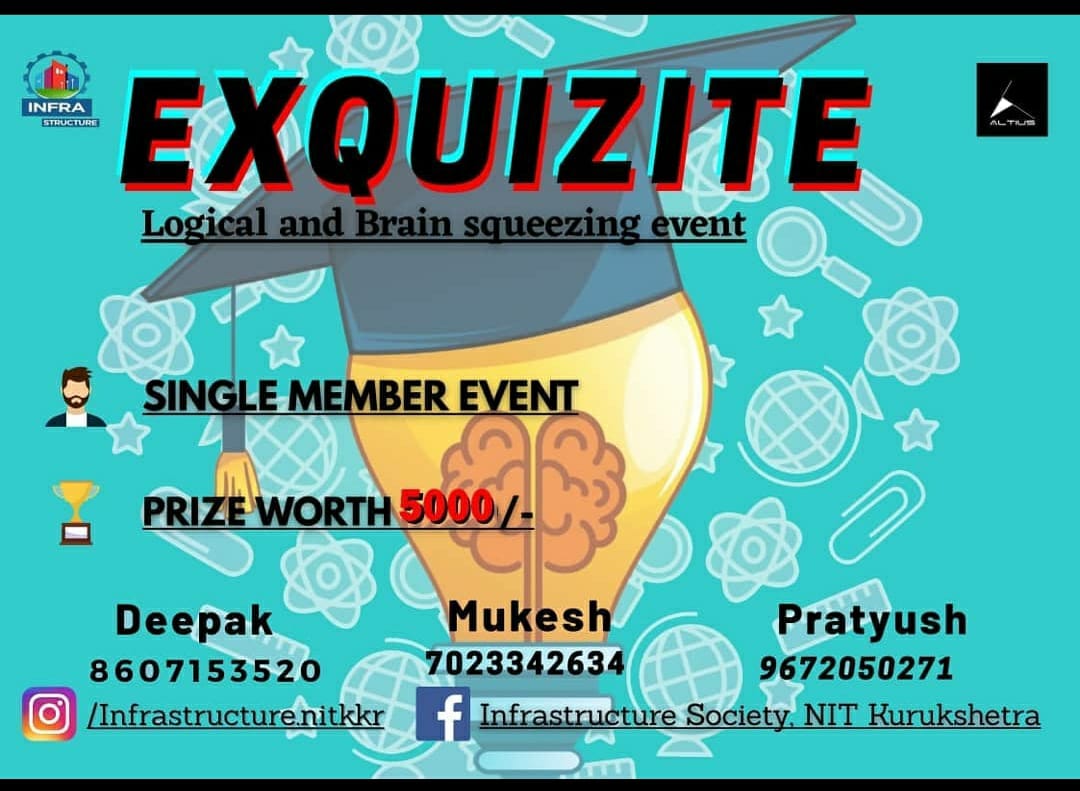 INFRA
STRUCTURE
ALTIUS
EXQUIZITE
Logical and Brain squeezing event
SINGLE MEMBER EVENT
PRIZE WORTH 5000/-
Deepak
8607153520
Mukesh
7023342634
Pratyush
9672050271
/Infrastructure.nitkkr
Infrastructure Society, NIT Kurukshetra